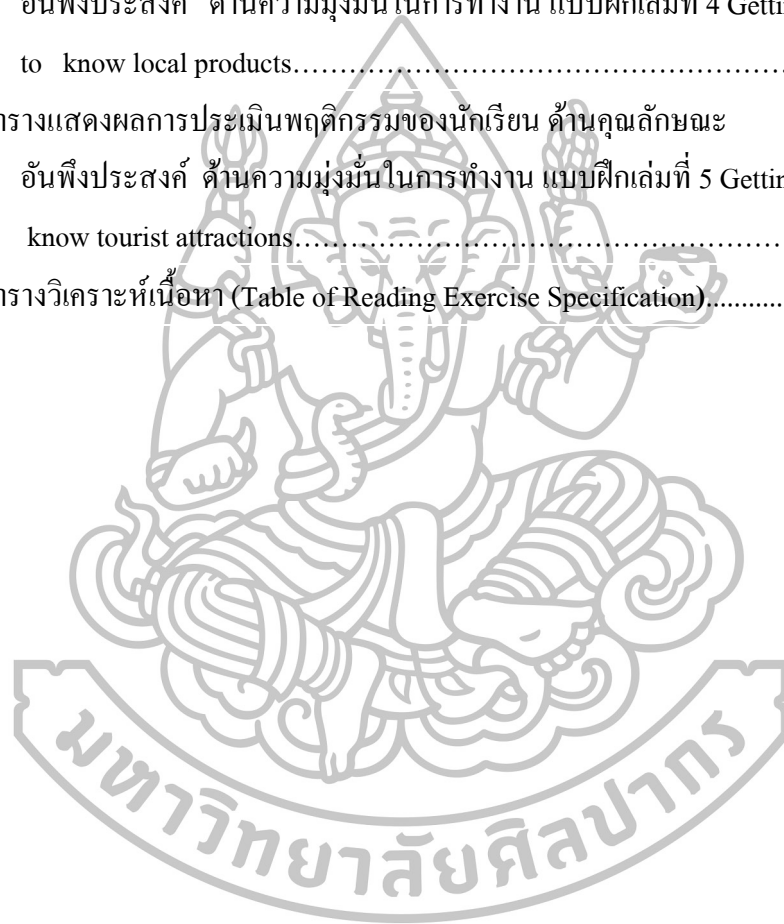 อันพึงประสงค์ ด้านความมุ่งมั่นในการทำงาน แบบฝึกเล่มที่ 4 Gettin
to know local products……………………………………………………
ารางแสดงผลการประเมินพฤติกรรมของนักเรียน ด้านคุณลักษณะ
อันพึงประสงค์ ด้านความมุ่งมั่นในการทำงาน แบบฝึกเล่มที่ 5 Gettin
know tourist attractions……………………………………………………
ารางวิเคราะห์เนื้อหา (Table of Reading Exercise Specification)............
มหาวิทยาลัยศิลปากร